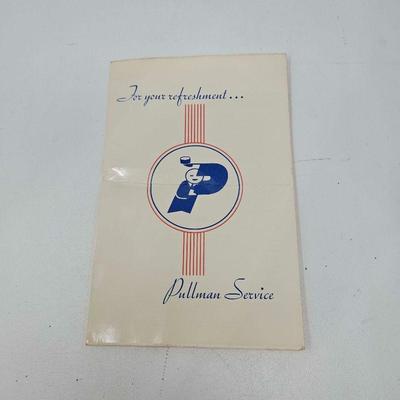 For your refreshment...
P
Pullman Service